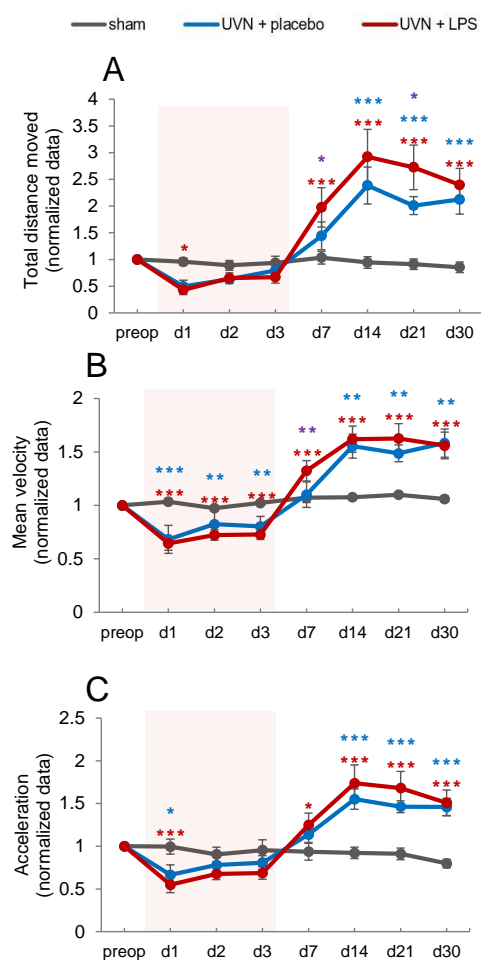 sham UVN + placebo UVN + LPS
A
Total distance moved
(normalized data)
4
3.5
3
2.5
2
1.5
1
0.5
0
*
* *** *** ***
*** *** *** ***
*
preop d1 d2 d3 d7 d14 d21 d30
B
Mean velocity
(normalized data)
2
1.5
1
0.5
0
*** ** ** ** ** ** **
*** *** *** *** *** *** ***
preop d1 d2 d3 d7 d14 d21 d30
C
Acceleration
(normalized data)
2.5
2
1.5
1
0.5
0
* *** *** ***
*** * *** *** ***
preop d1 d2 d3 d7 d14 d21 d30